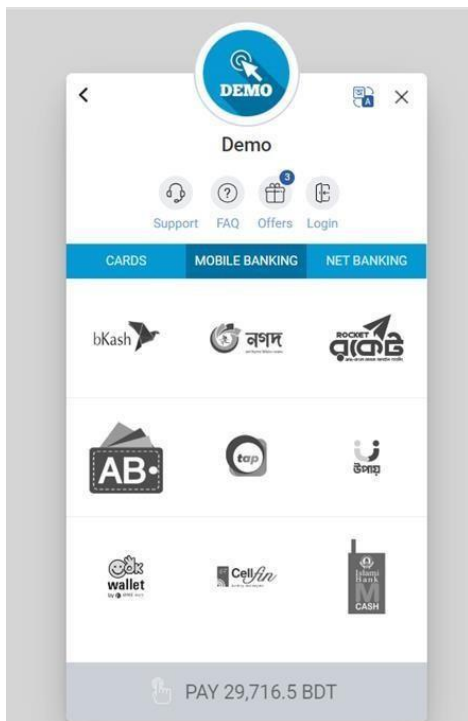 DEMO
Demo
3
Support FAQ Offers Login
CARDS MOBILE BANKING NET BANKING
bKash
নগদ
ROCKET
রকেট
AB
tap
উপায়
Ok
wallet
Cellfin
Islami
Bank
M
CASH
PAY 29,716.5 BDT